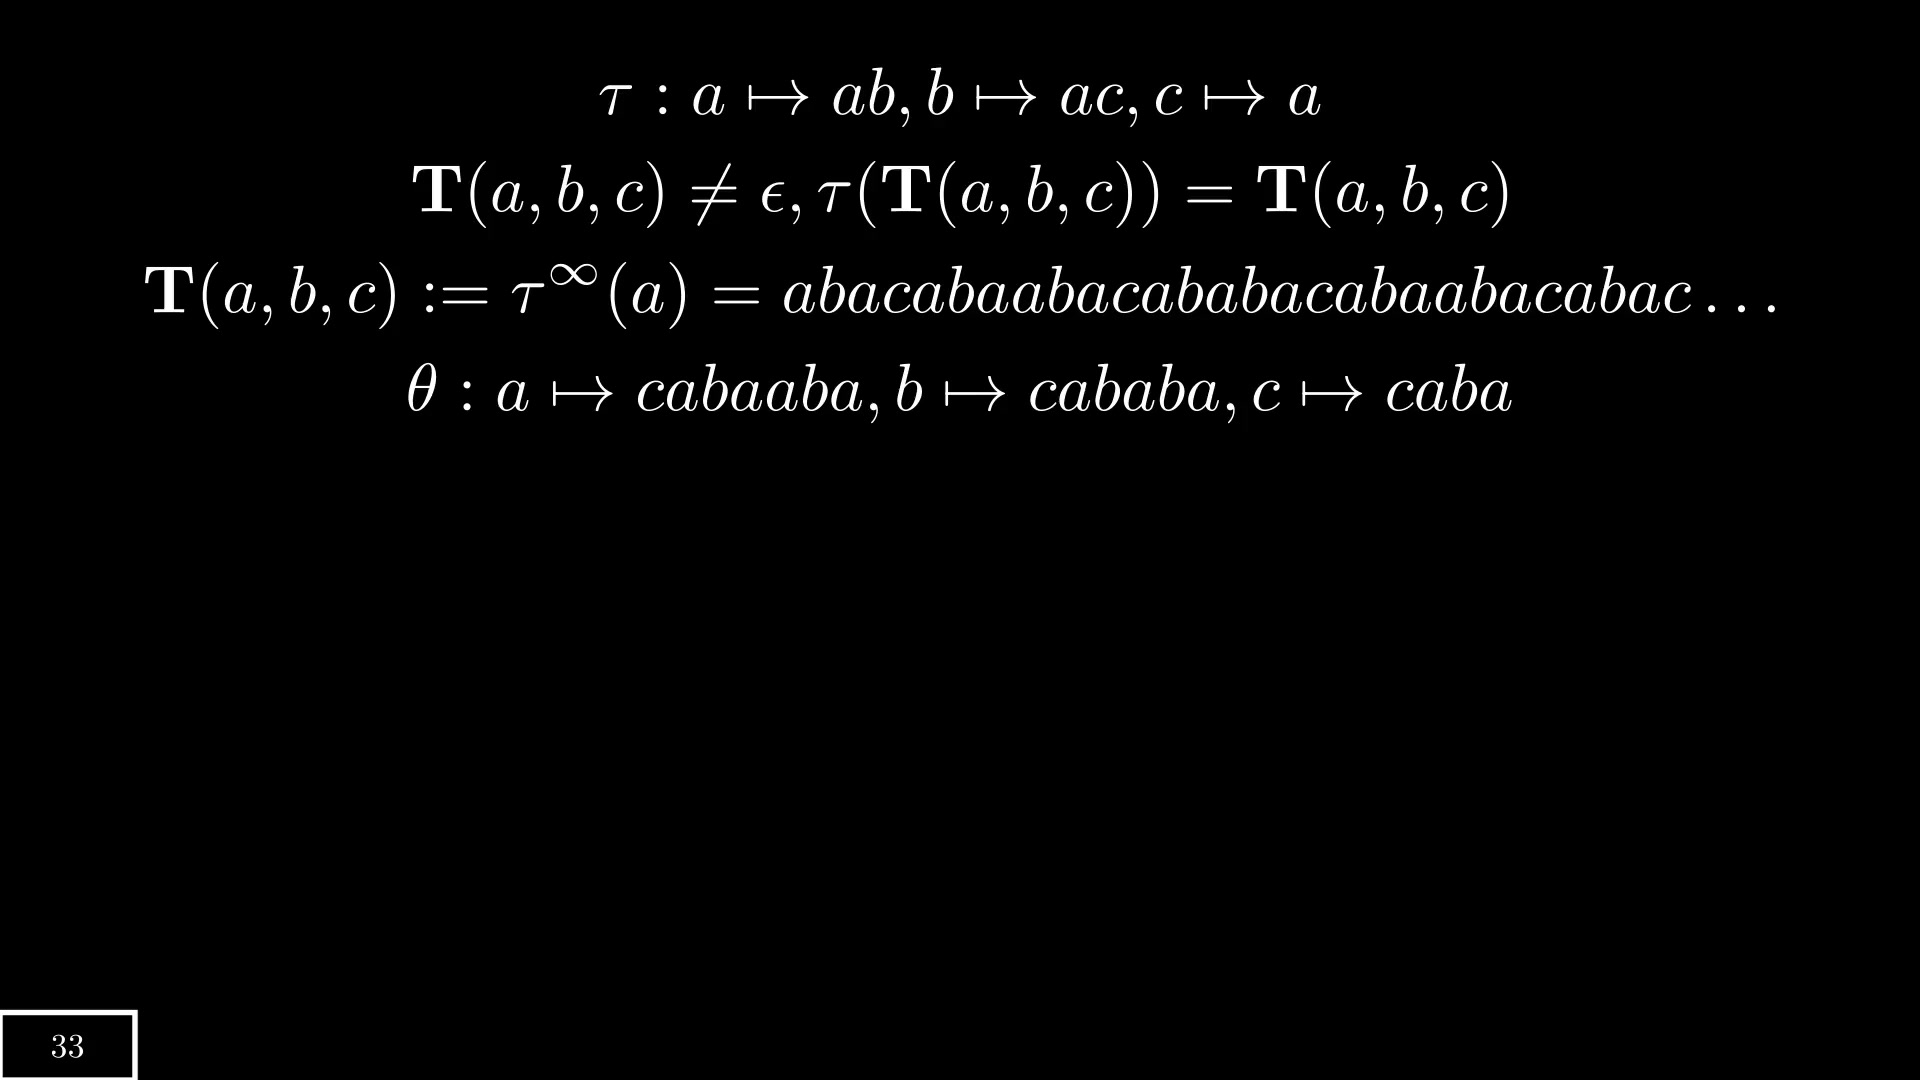 τ : a ↦ ab, b ↦ ac, c ↦ a
T(a, b, c) ≠ ϵ, τ(T(a, b, c)) = T(a, b, c)
T(a, b, c) := τ^∞(a) = abacabaabacababacabaabacabac . . .
θ : a ↦ cabaaba, b ↦ cababa, c ↦ caba
33